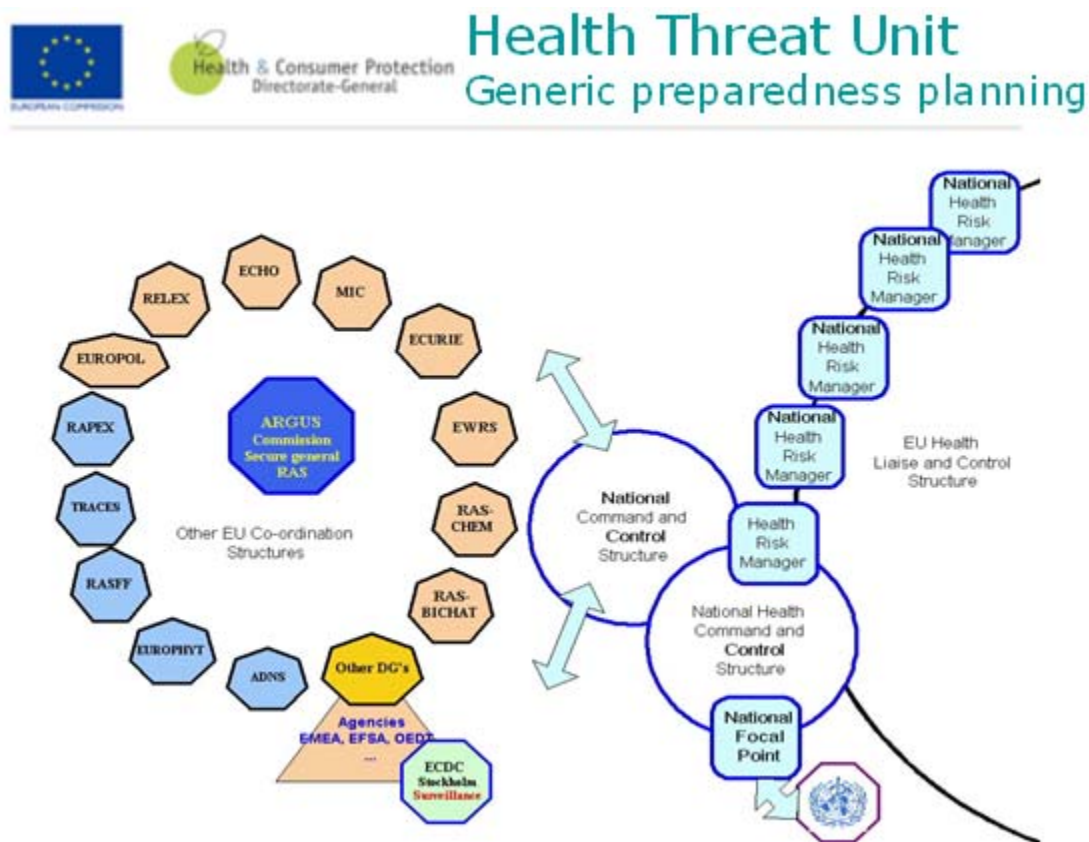 Health Threat Unit
Generic preparedness planning
EUROPEAN COMMISSION
Health & Consumer Protection
Directorate-General
ECHO
MIC
RELEX
ECURIE
EUROPOL
RAPEX
EWRS
ARGUS
Commission
Secure general
RAS
TRACES
RAS-
CHEM
Other EU Co-ordination
Structures
RASFF
RAS-
BICHAT
EUROPHYT
ADNS
Other DG's
Agencies
EMEA, EFSA, OEDT
...
ECDC
Stockholm
Surveillance
National
Health
Risk
Manager
National
Health
Risk
Manager
National
Health
Risk
Manager
National
Health
Risk
Manager
EU Health
Liaise and Control
Structure
National
Command and
Control
Structure
Health
Risk
Manager
National Health
Command and
Control
Structure
National
Focal
Point